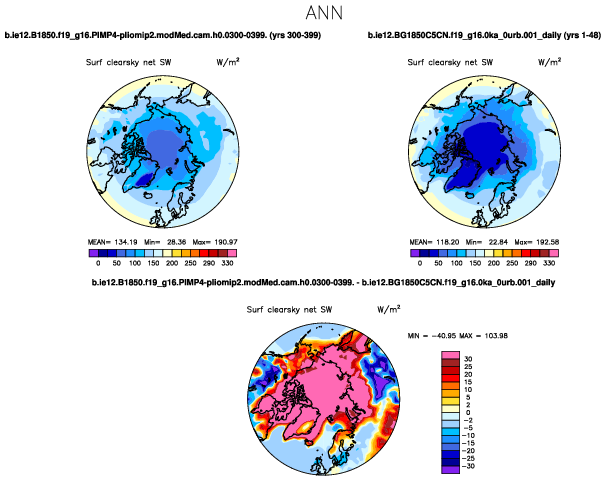 ANN
b.ie12.B1850.f19_g16.PIMP4-pliomip2.modMed.cam.h0.0300-0399. (yrs 300-399)
b.ie12.BG1850C5CN.f19_g16.0ka_0urb.001_daily (yrs 1-48)
Surf clearsky net SW W/m²
Surf clearsky net SW W/m²
MEAN= 134.19 Min= 28.36 Max= 190.97
MEAN= 118.20 Min= 22.84 Max= 192.58
0 50 100 150 200 250 290 330
0 50 100 150 200 250 290 330
b.ie12.B1850.f19_g16.PIMP4-pliomip2.modMed.cam.h0.0300-0399. - b.ie12.BG1850C5CN.f19_g16.0ka_0urb.001_daily
Surf clearsky net SW W/m²
MIN = -40.95 MAX = 103.98
30
25
20
15
10
5
2
0
-2
-5
-10
-15
-20
-25
-30